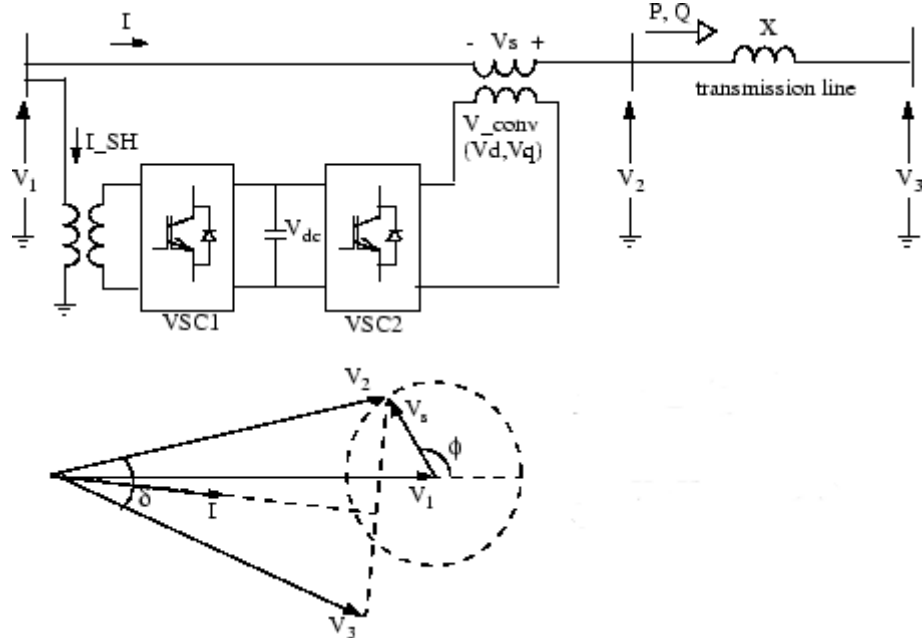 I
- Vs +
P, Q
X
transmission line
V_conv
(Vd,Vq)
I_SH
V1
V2
V3
Vdc
VSC1
VSC2
V2
Vs
ϕ
V1
δ
I
V3